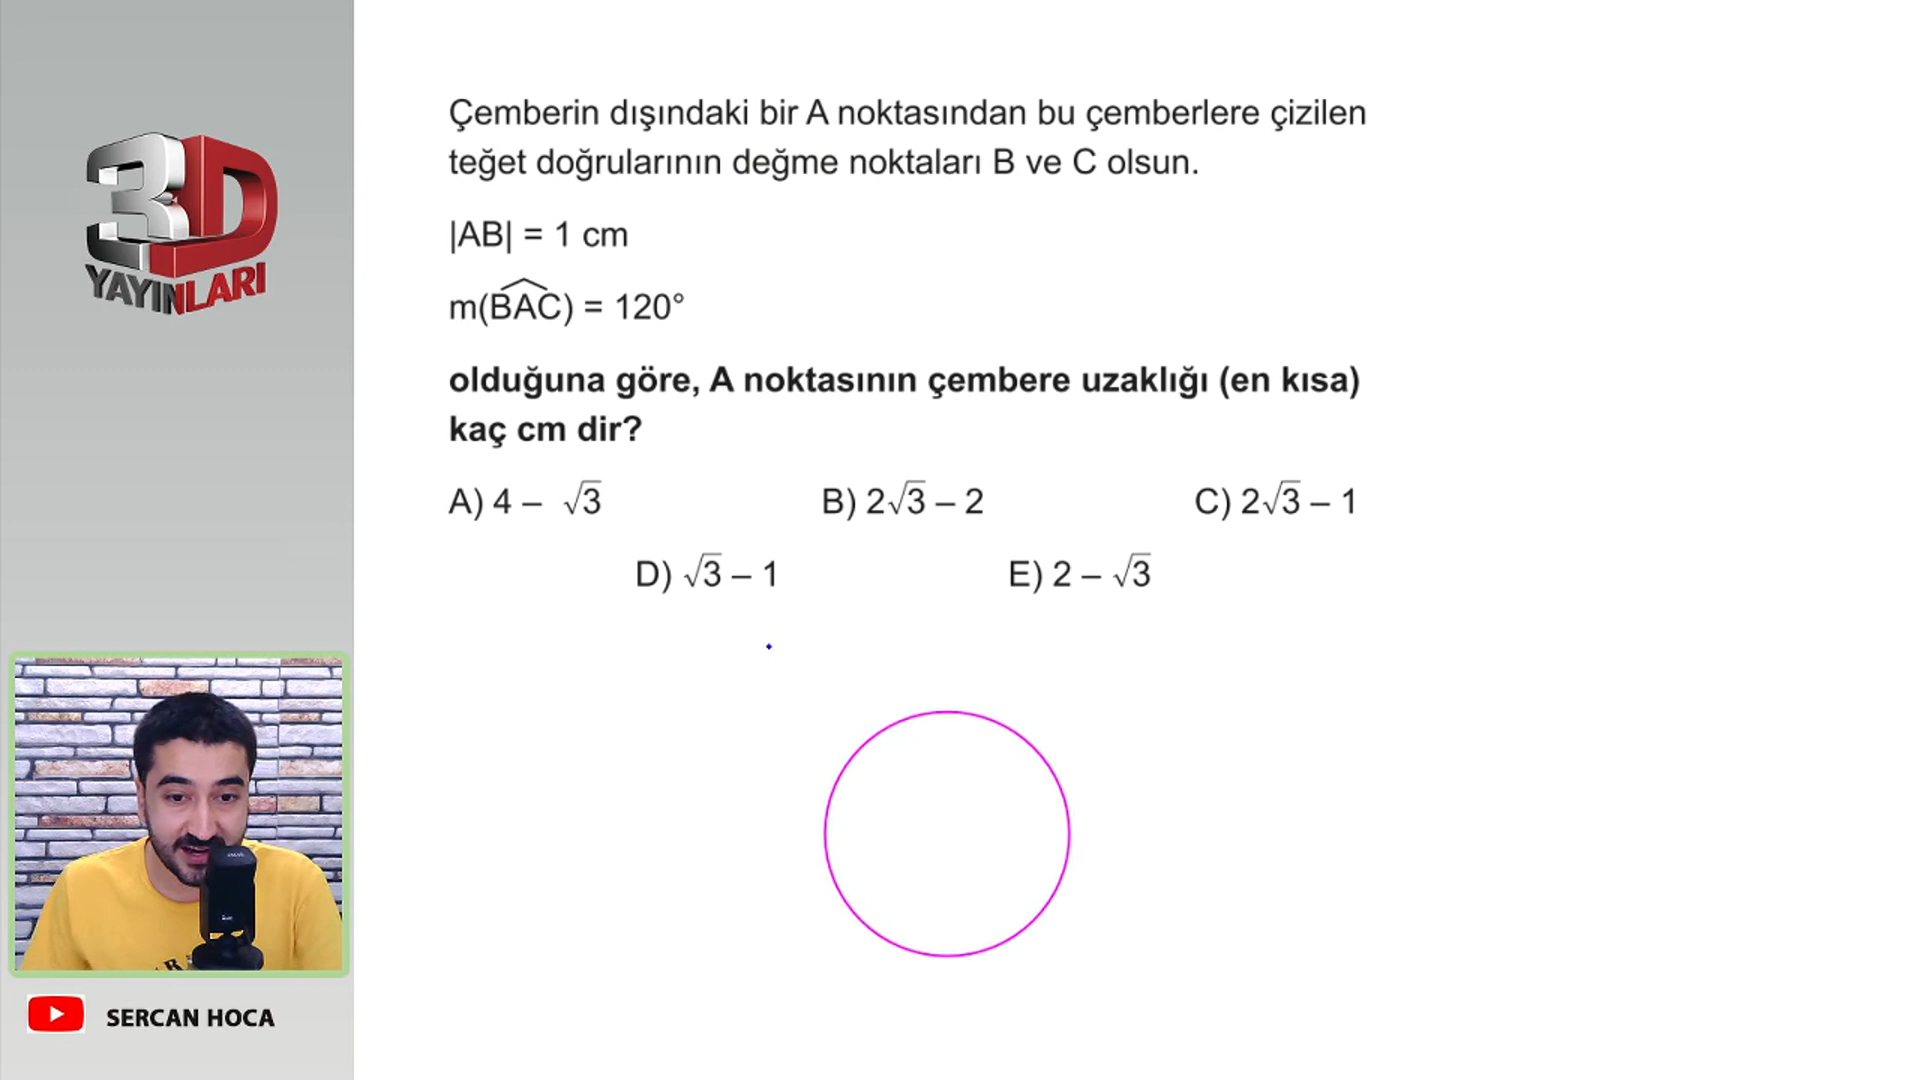 3D
YAYINLARI
Çemberin dışındaki bir A noktasından bu çemberlere çizilen
teğet doğrularının değme noktaları B ve C olsun.
|AB| = 1 cm
m(BAC) = 120°
olduğuna göre, A noktasının çembere uzaklığı (en kısa)
kaç cm dir?
A) 4 – √3 B) 2√3 – 2 C) 2√3 – 1
D) √3 – 1 E) 2 – √3
SERCAN HOCA